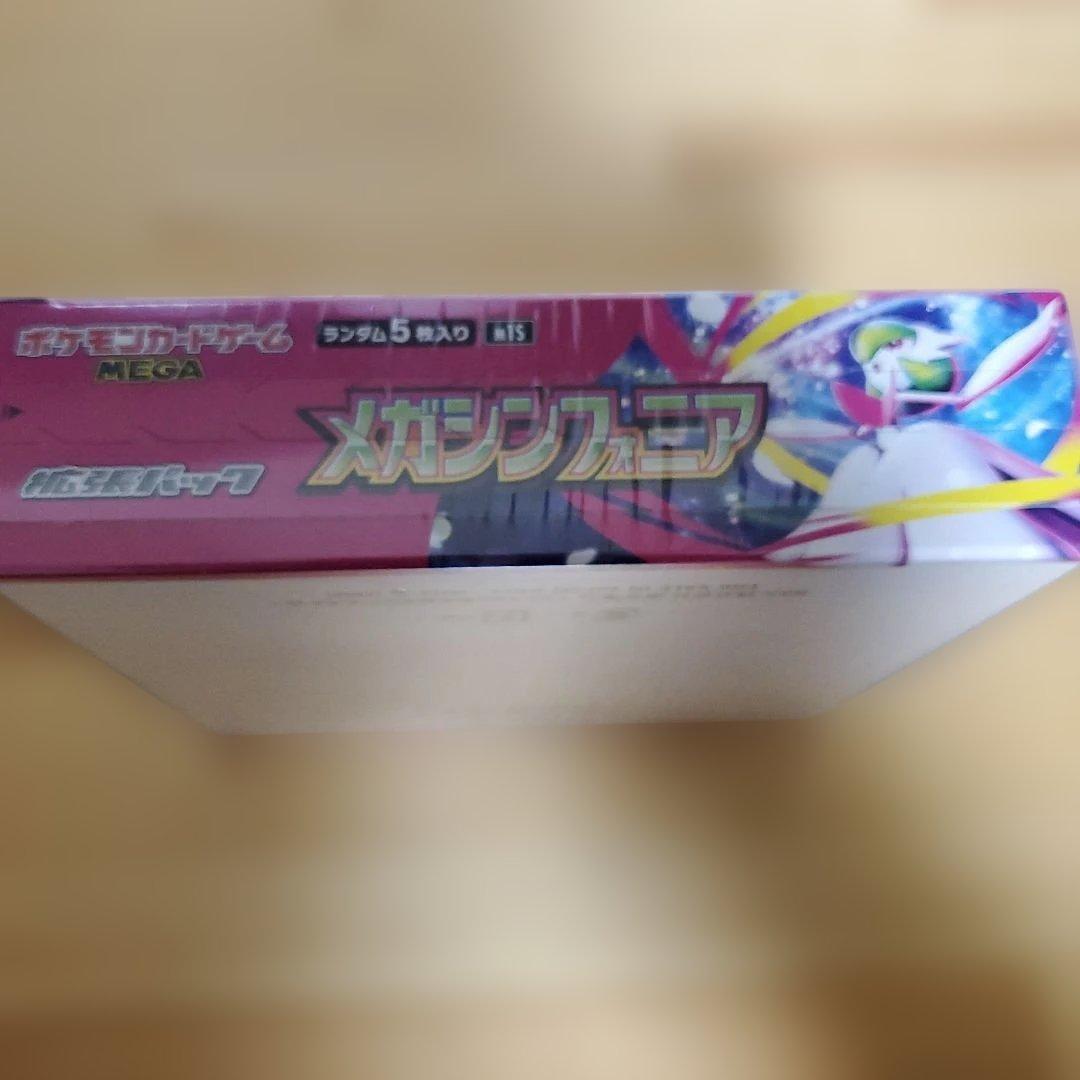 ポケモンカードゲーム
MEGA
ランダム5枚入り
M1S
メガシンフォニア
拡張パック